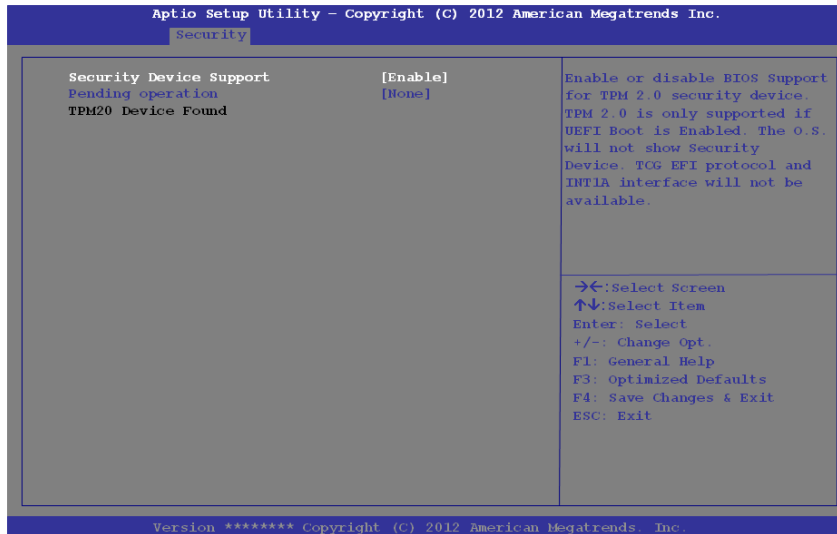 Aptio Setup Utility – Copyright (C) 2012 American Megatrends Inc.
Security
Security Device Support [Enable]
Pending operation [None]
TPM20 Device Found
Enable or disable BIOS Support
for TPM 2.0 security device.
TPM 2.0 is only supported if
UEFI Boot is Enabled. The O.S.
will not show Security
Device. TCG EFI protocol and
INT1A interface will not be
available.
→←:Select Screen
↑↓:Select Item
Enter: Select
+/-: Change Opt.
F1: General Help
F3: Optimized Defaults
F4: Save Changes & Exit
ESC: Exit
Version ******** Copyright (C) 2012 American Megatrends. Inc.